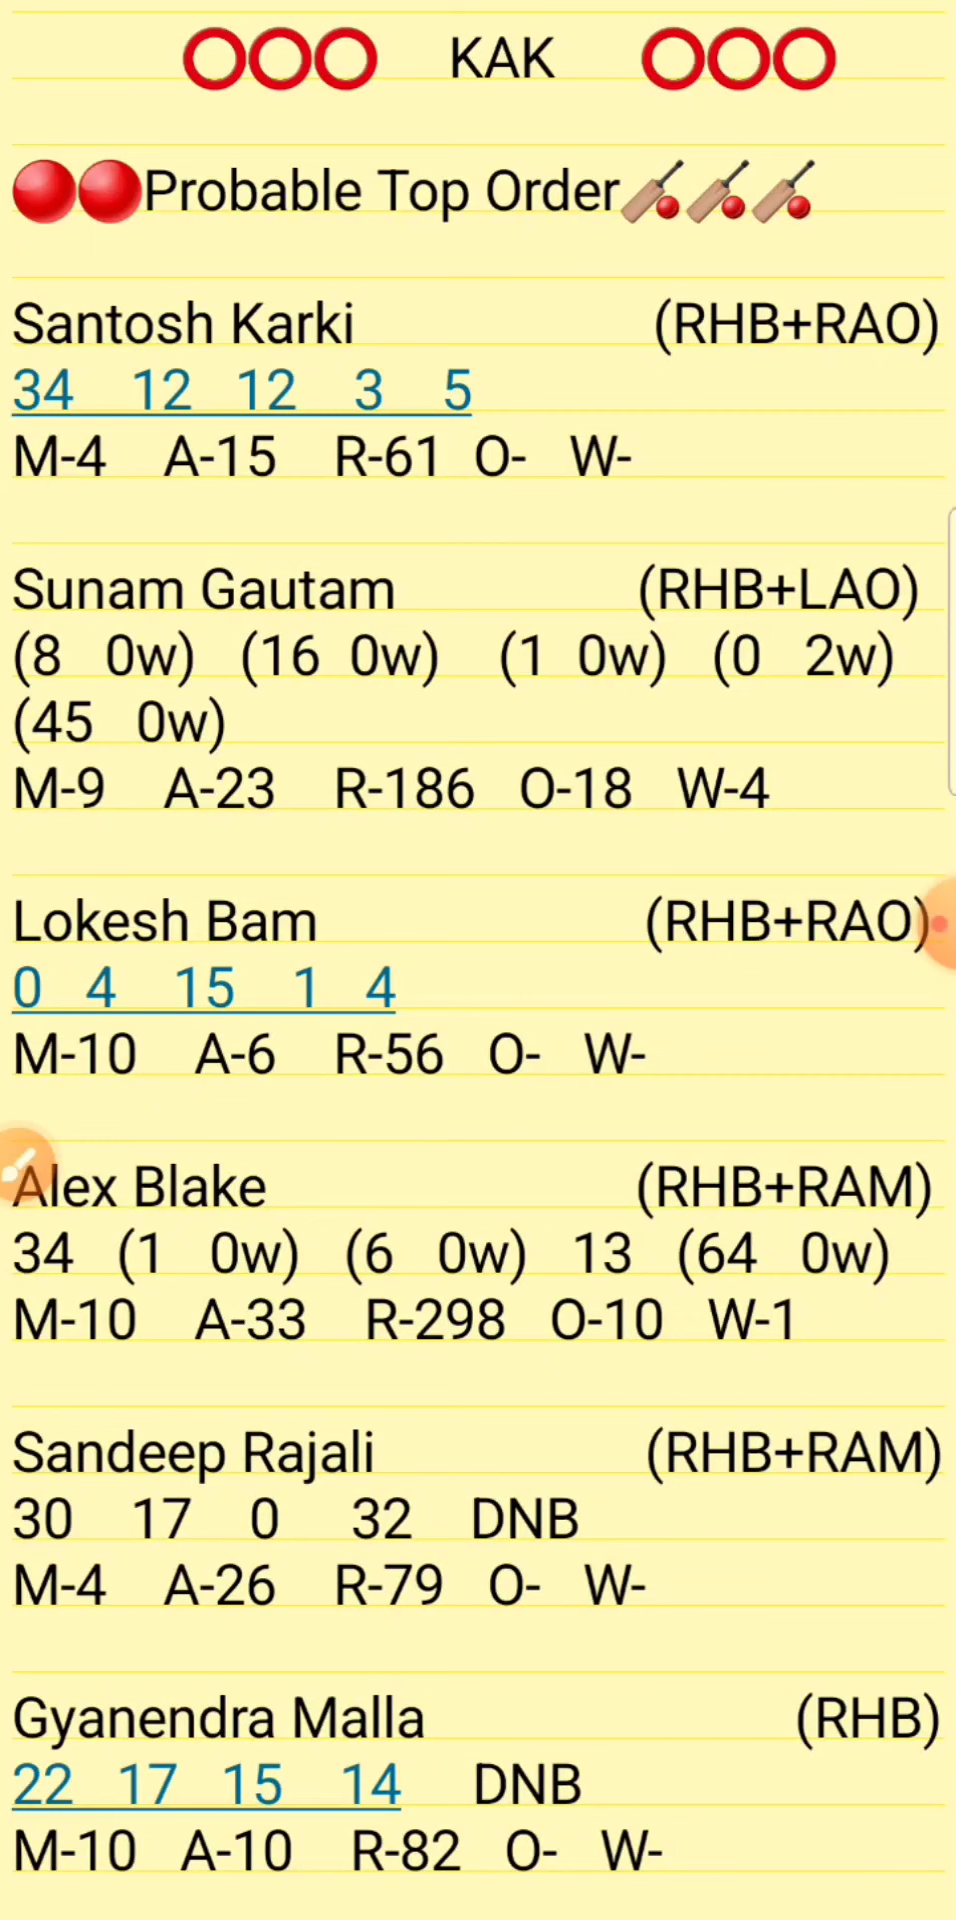 ⭕⭕⭕ KAK ⭕⭕⭕
🔴🔴Probable Top Order🏏🏏🏏
Santosh Karki (RHB+RAO)
34 12 12 3 5
M-4 A-15 R-61 O- W-
Sunam Gautam (RHB+LAO)
(8 0w) (16 0w) (1 0w) (0 2w)
(45 0w)
M-9 A-23 R-186 O-18 W-4
Lokesh Bam (RHB+RAO)
0 4 15 1 4
M-10 A-6 R-56 O- W-
Alex Blake (RHB+RAM)
34 (1 0w) (6 0w) 13 (64 0w)
M-10 A-33 R-298 O-10 W-1
Sandeep Rajali (RHB+RAM)
30 17 0 32 DNB
M-4 A-26 R-79 O- W-
Gyanendra Malla (RHB)
22 17 15 14 DNB
M-10 A-10 R-82 O- W-